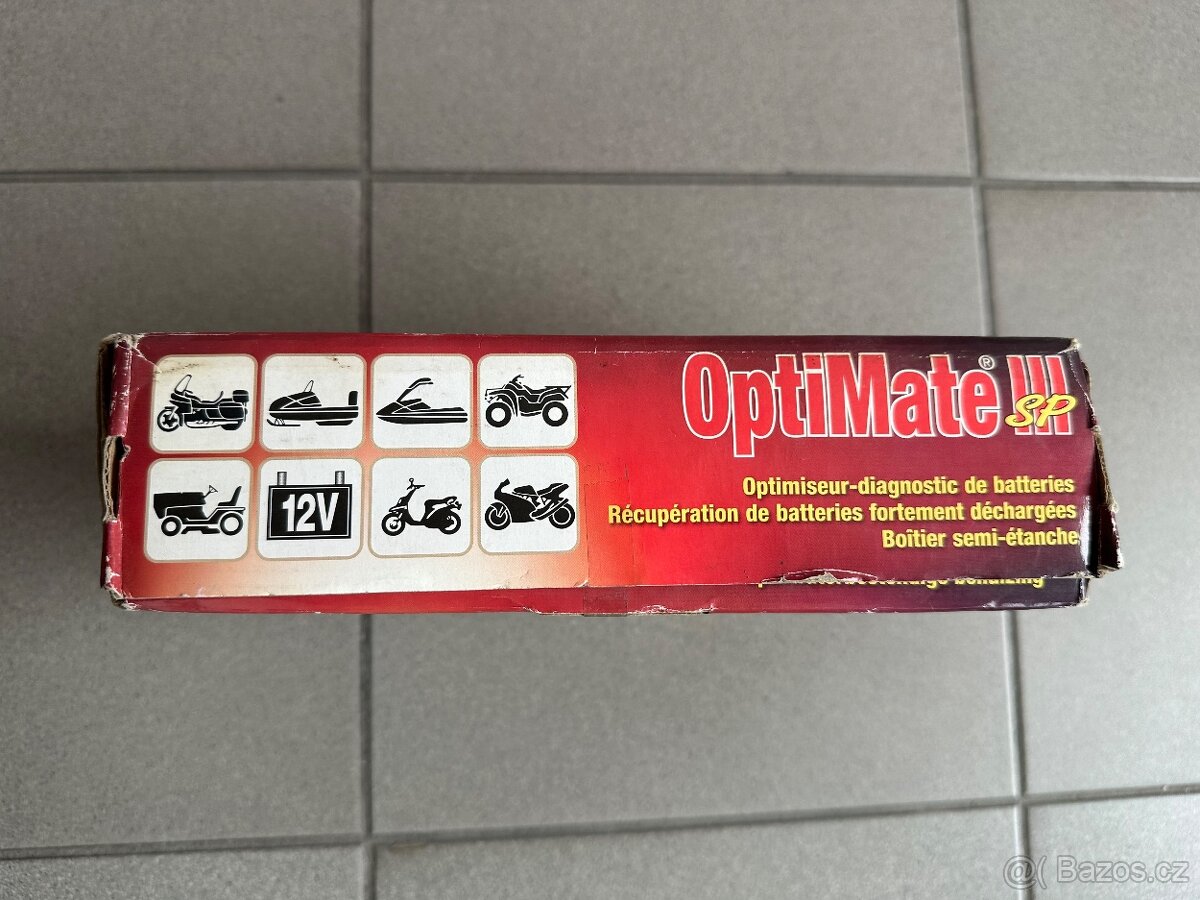 OptiMate® III
SP
Optimiseur-diagnostic de batteries
Récupération de batteries fortement déchargées
Boîtier semi-étanche
12V
@( Bazos.cz